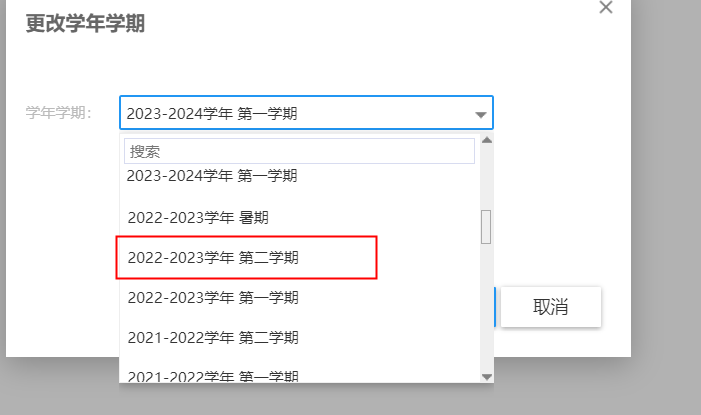 更改学年学期
学年学期：
2023-2024学年 第一学期
搜索
2023-2024学年 第一学期
2022-2023学年 暑期
2022-2023学年 第二学期
2022-2023学年 第一学期
取消
2021-2022学年 第二学期
2021-2022学年 第一学期